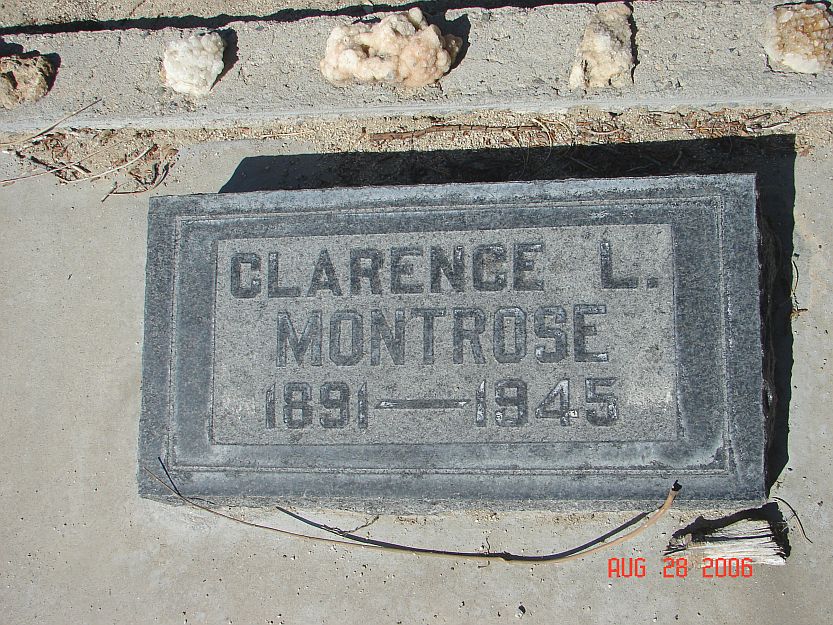 CLARENCE L.
MONTROSE
1891—1945
AUG 28 2006